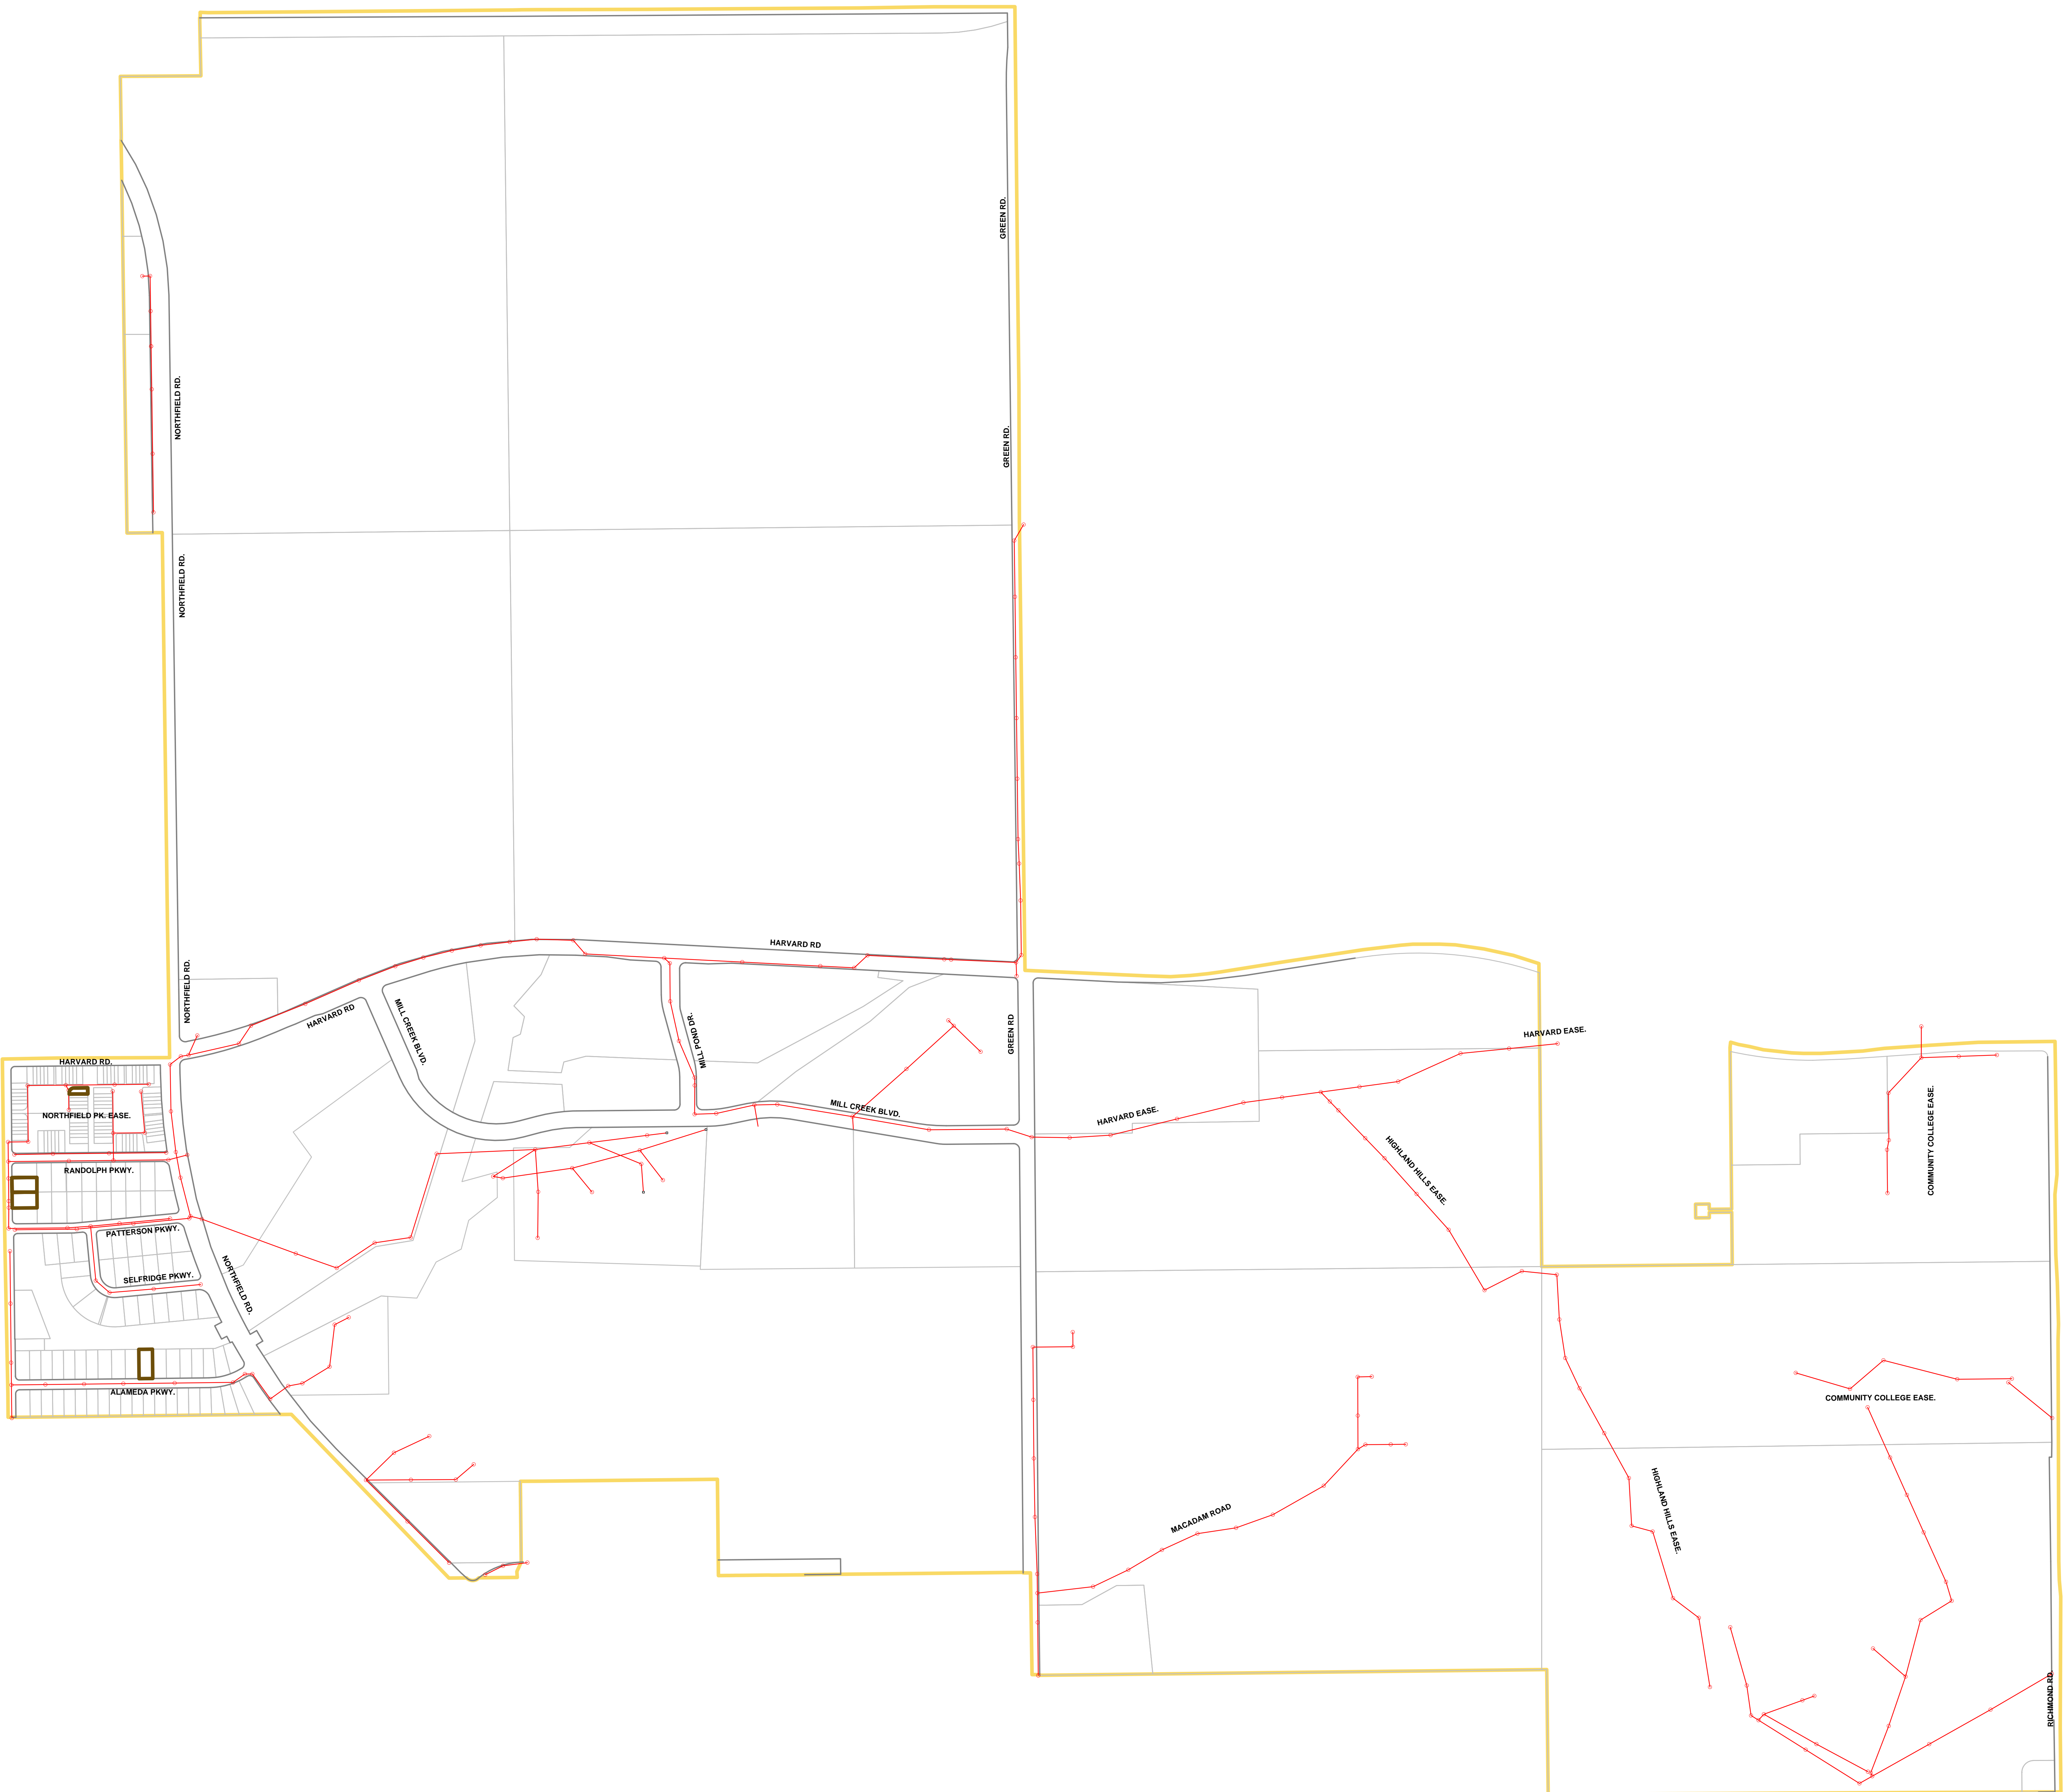 GREEN RD.
NORTHFIELD RD.
GREEN RD.
NORTHFIELD RD.
HARVARD RD
NORTHFIELD RD.
HARVARD RD
MILL CREEK BLVD.
MILL POND DR.
GREEN RD
HARVARD EASE.
HARVARD RD.
NORTHFIELD PK. EASE.
MILL CREEK BLVD.
HARVARD EASE.
COMMUNITY COLLEGE EASE.
RANDOLPH PKWY.
HIGHLAND HILLS EASE.
PATTERSON PKWY.
SELFRIDGE PKWY.
NORTHFIELD RD.
ALAMEDA PKWY.
COMMUNITY COLLEGE EASE.
MACADAM ROAD
HIGHLAND HILLS EASE.
RICHMOND RD.